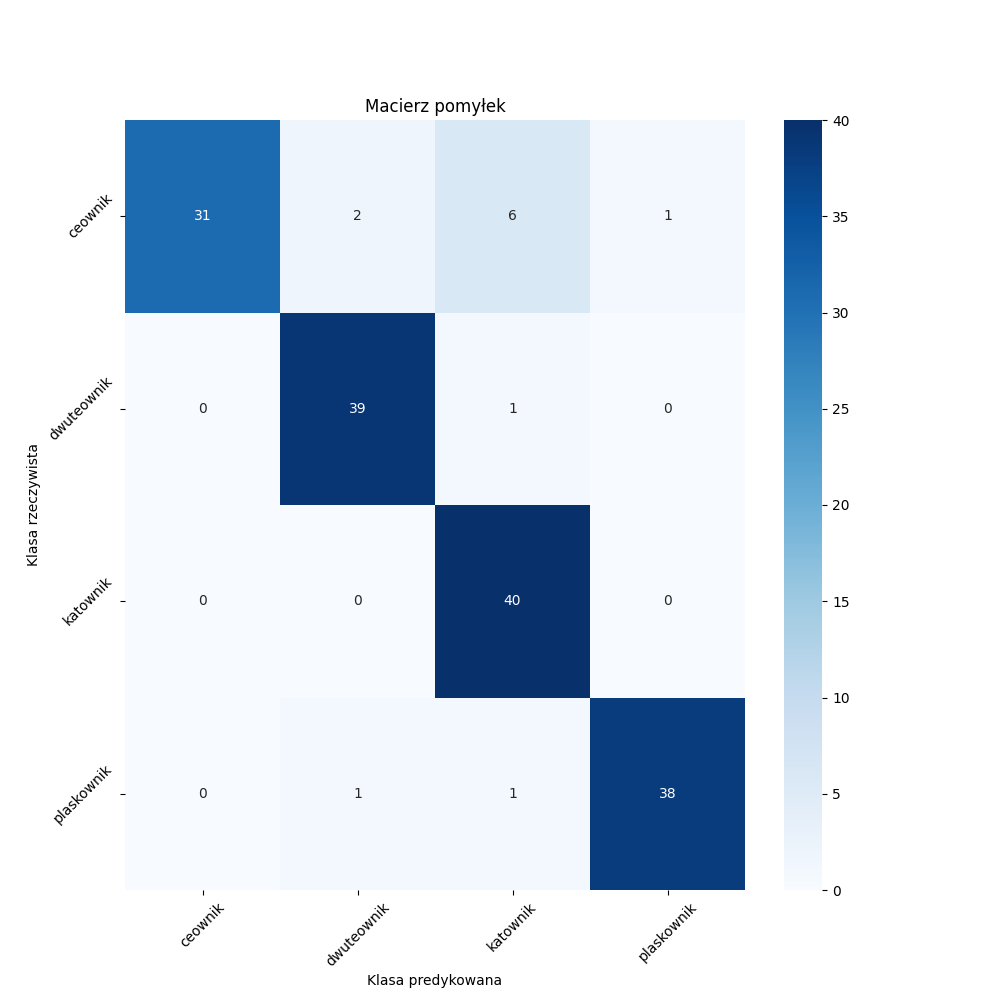 Macierz pomyłek
40
ceownik 31 2 6 1
35
30
dwuteownik 0 39 1 0
25
Klasa rzeczywista
20
katownik 0 0 40 0
15
10
plaskownik 0 1 1 38
5
0
ceownik dwuteownik katownik plaskownik
Klasa predykowana